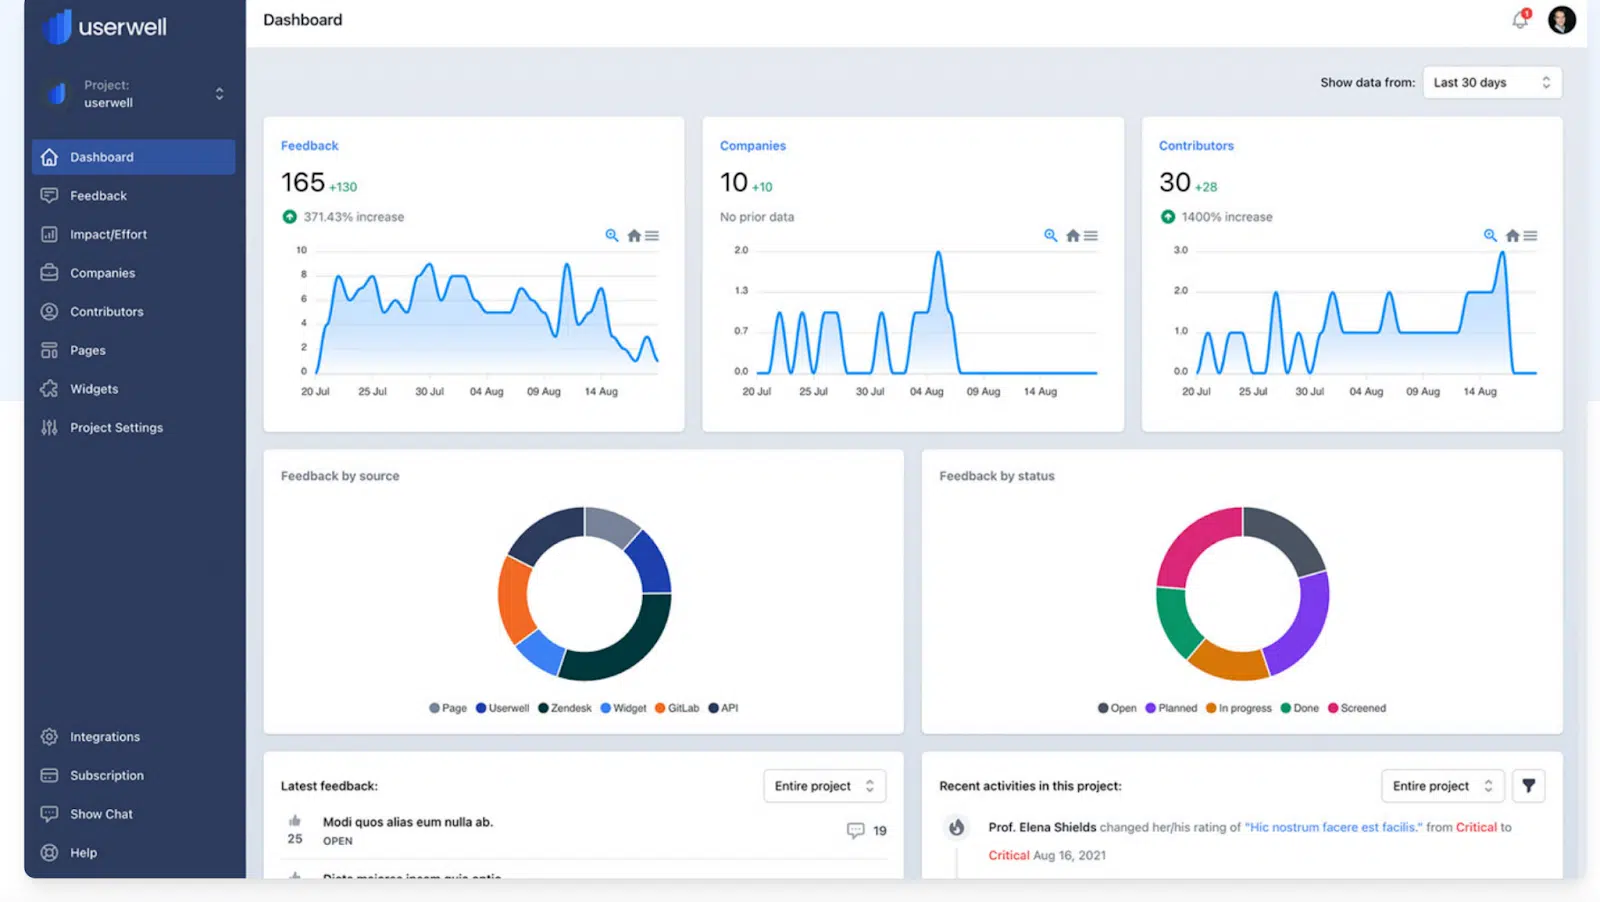 userwell
Dashboard
1
Project:
userwell
Show data from:
Last 30 days
Dashboard
Feedback
Impact/Effort
Companies
Contributors
Pages
Widgets
Project Settings
Integrations
Subscription
Show Chat
Help
Feedback
165 +130
371.43% increase
10
8
6
4
2
0
20 Jul 25 Jul 30 Jul 04 Aug 09 Aug 14 Aug
Companies
10 +10
No prior data
2.0
1.3
0.7
0.0
20 Jul 25 Jul 30 Jul 04 Aug 09 Aug 14 Aug
Contributors
30 +28
1400% increase
3.0
2.0
1.0
0.0
20 Jul 25 Jul 30 Jul 04 Aug 09 Aug 14 Aug
Feedback by source
Page Userwell Zendesk Widget GitLab API
Feedback by status
Open Planned In progress Done Screened
Latest feedback:
Entire project
25
Modi quos alias eum nulla ab.
OPEN
19
Recent activities in this project:
Entire project
Prof. Elena Shields changed her/his rating of "Hic nostrum facere est facilis." from Critical to
Critical Aug 16, 2021